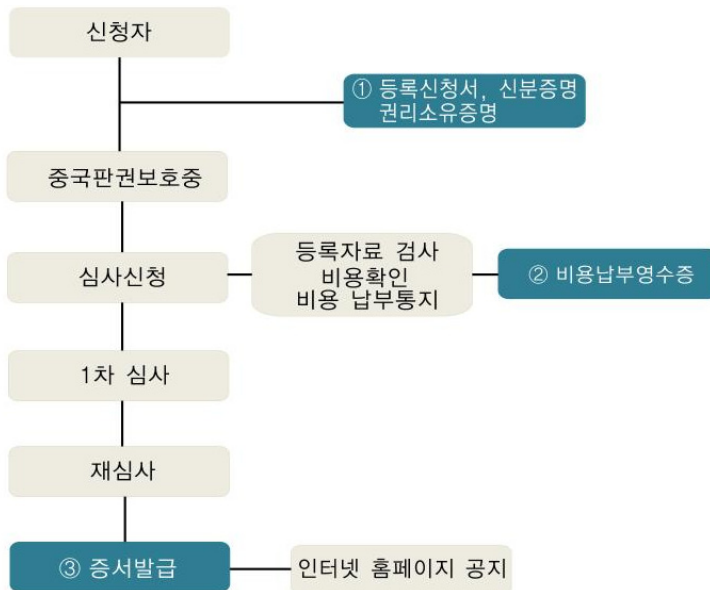 신청자
① 등록신청서, 신분증명
권리소유증명
중국판권보호중
심사신청
등록자료 검사
비용확인
비용 납부통지
② 비용납부영수증
1차 심사
재심사
③ 증서발급
인터넷 홈페이지 공지